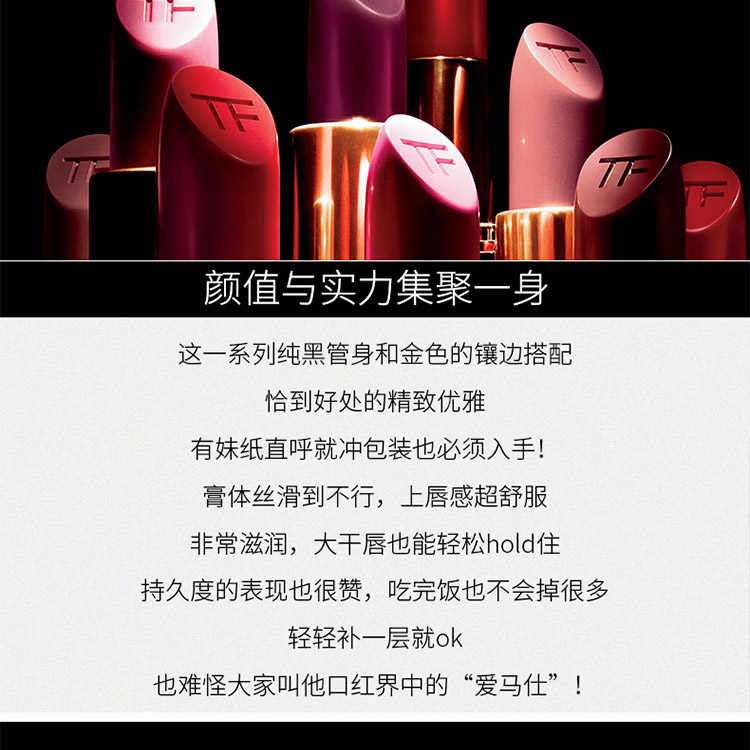 TF
TF
TF
TF
TF
TF
TF
颜值与实力集聚一身
这一系列纯黑管身和金色的镶边搭配
恰到好处的精致优雅
有妹纸直呼就冲包装也必须入手！
膏体丝滑到不行，上唇感超舒服
非常滋润，大干唇也能轻松hold住
持久度的表现也很赞，吃完饭也不会掉很多
轻轻补一层就ok
也难怪大家叫他口红界中的“爱马仕”！